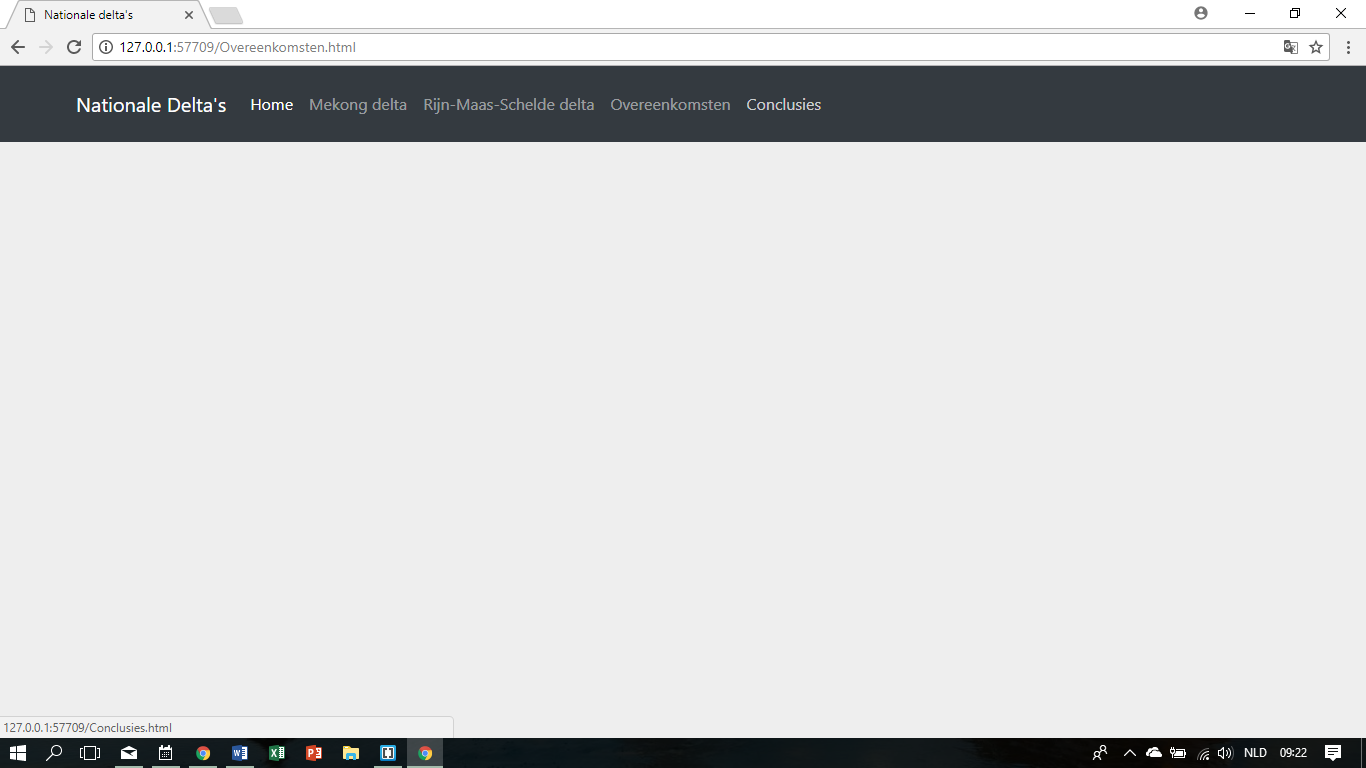 Nationale delta's
127.0.0.1:57709/Overeenkomsten.html
Nationale Delta's Home Mekong delta Rijn-Maas-Schelde delta Overeenkomsten Conclusies
127.0.0.1:57709/Conclusies.html
NLD 09:22